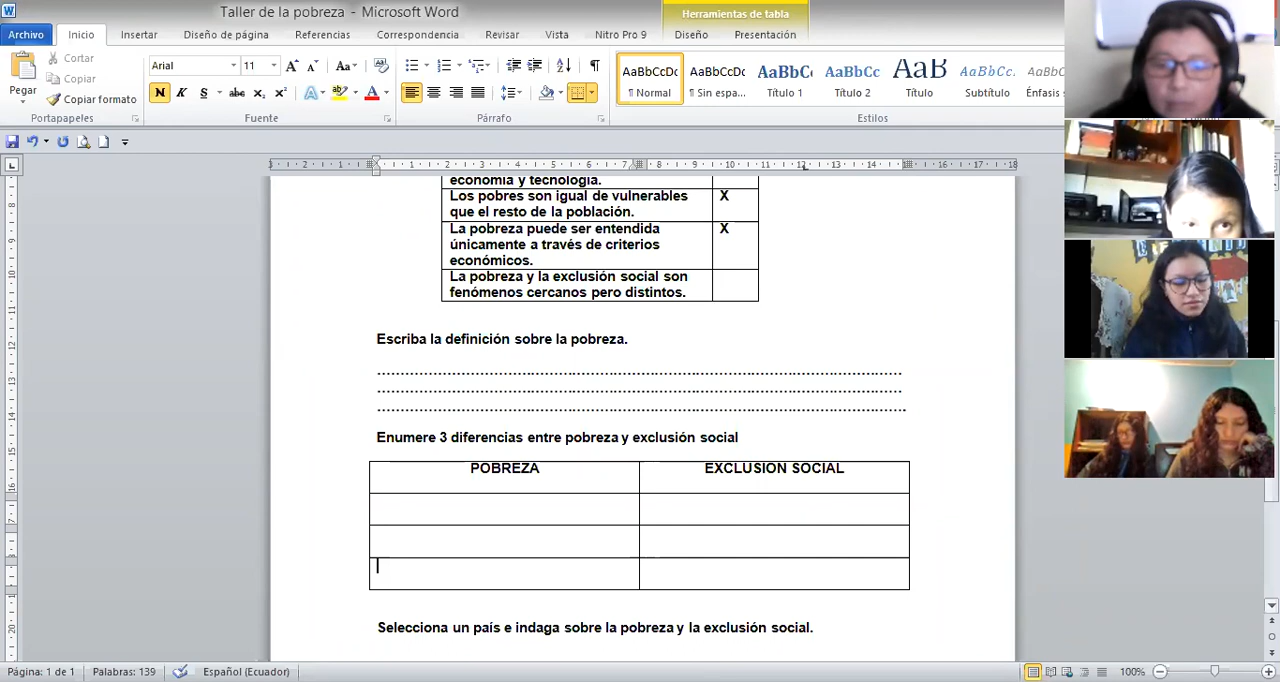 Taller de la pobreza - Microsoft Word
Herramientas de tabla
Archivo Inicio Insertar Diseño de página Referencias Correspondencia Revisar Vista Nitro Pro 9 Diseño Presentación
Pegar
Cortar
Copiar
Copiar formato
Portapapeles
Arial 11
Fuente
Párrafo
AaBbCcDc AaBbCcDc AaBbC AaBbCc AaB AaBbCc. AaBbCc
¶ Normal ¶ Sin espa... Título 1 Título 2 Título Subtítulo Énfasis
Estilos
economía y tecnología.
Los pobres son igual de vulnerables X
que el resto de la población.
La pobreza puede ser entendida X
únicamente a través de criterios
económicos.
La pobreza y la exclusión social son
fenómenos cercanos pero distintos.
Escriba la definición sobre la pobreza.
Enumere 3 diferencias entre pobreza y exclusión social
POBREZA EXCLUSION SOCIAL
Selecciona un país e indaga sobre la pobreza y la exclusión social.
Página: 1 de 1 Palabras: 139 Español (Ecuador) 100%